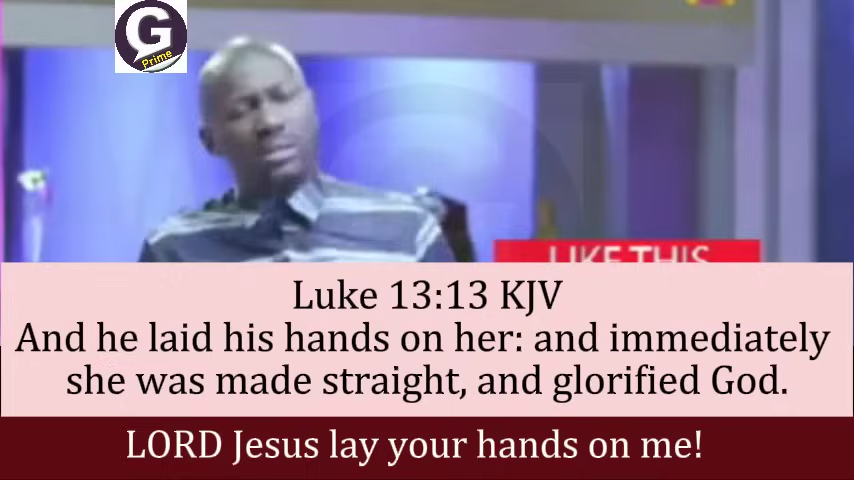 G
Prime
LIKE THIS
Luke 13:13 KJV
And he laid his hands on her: and immediately
she was made straight, and glorified God.
LORD Jesus lay your hands on me!